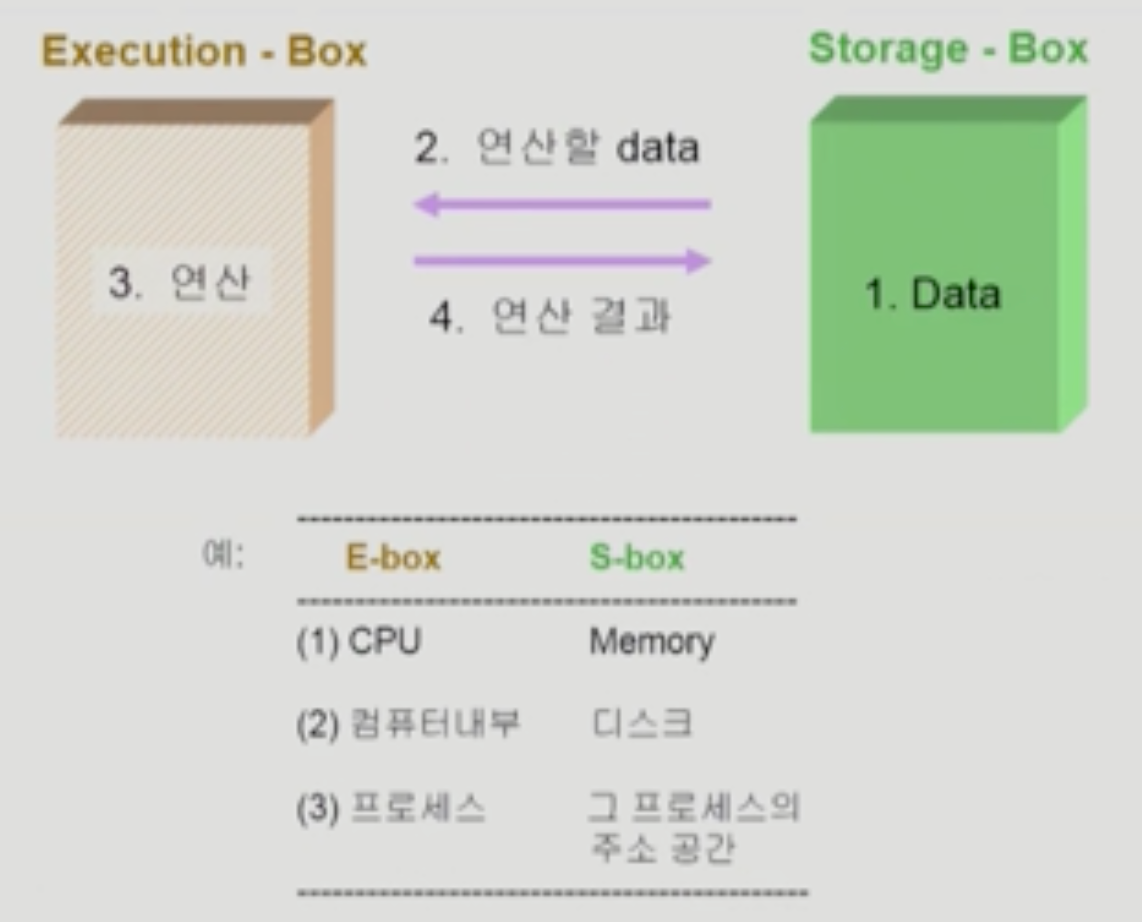 Execution - Box
Storage - Box
2. 연산할 data
3. 연산
1. Data
4. 연산 결과
예:
E-box S-box
(1) CPU Memory
(2) 컴퓨터내부 디스크
(3) 프로세스 그 프로세스의
주소 공간